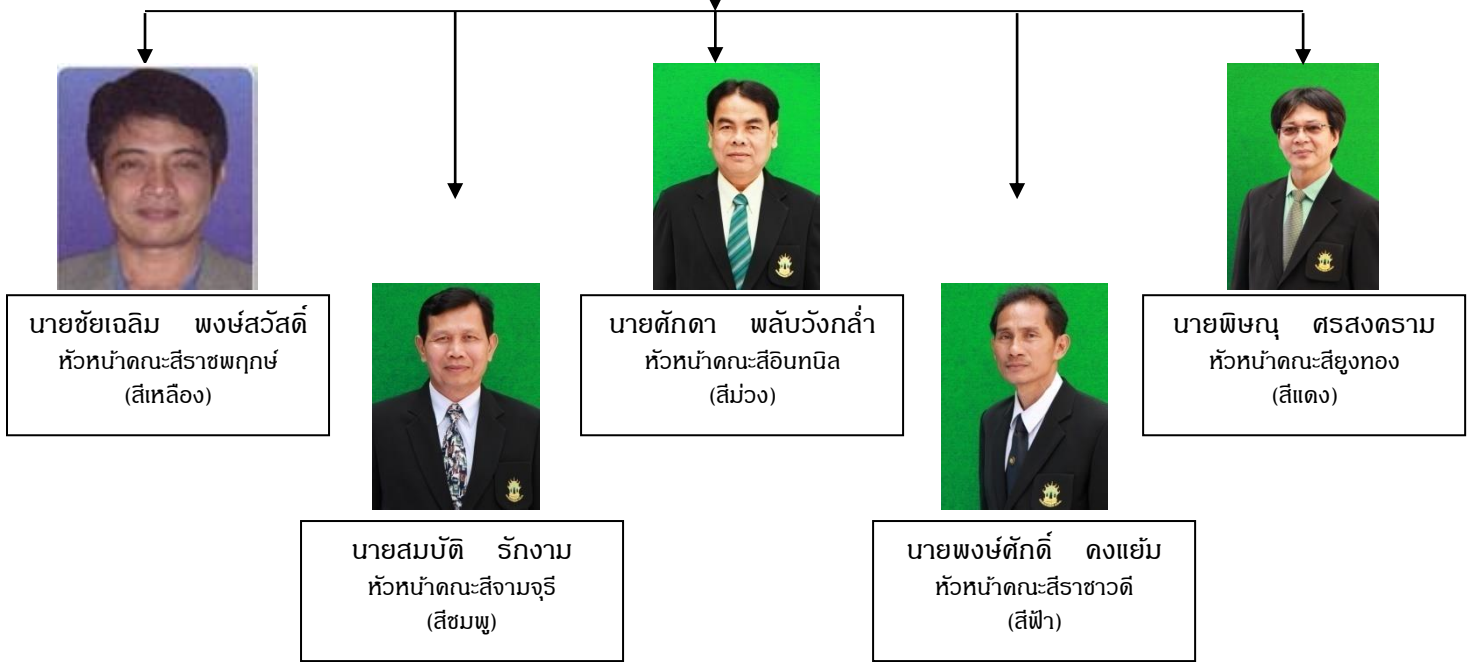 นายชัยเฉลิม พงษ์สวัสดิ์
หัวหน้าคณะสีราชพฤกษ์
(สีเหลือง)
นายสมบัติ รักงาม
หัวหน้าคณะสีจามจุรี
(สีชมพู)
นายศักดา พลับวังกล่ำ
หัวหน้าคณะสีอินทนิล
(สีม่วง)
นายพงษ์ศักดิ์ คงแย้ม
หัวหน้าคณะสีราชาวดี
(สีฟ้า)
นายพิษณุ ศรสงคราม
หัวหน้าคณะสียูงทอง
(สีแดง)